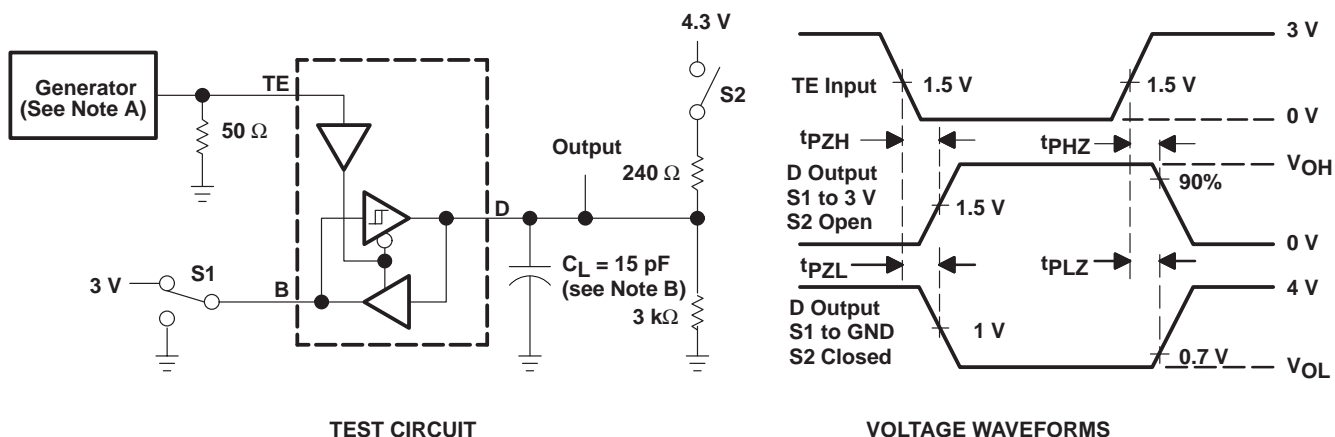 Generator
(See Note A)
50 Ω
TE
B
S1
3 V
D
Output
CL = 15 pF
(see Note B)
4.3 V
S2
240 Ω
3 kΩ
TEST CIRCUIT
TE Input
1.5 V
1.5 V
3 V
0 V
tPZH
tPHZ
D Output
S1 to 3 V
S2 Open
1.5 V
90%
VOH
0 V
tPZL
tPLZ
D Output
S1 to GND
S2 Closed
1 V
0.7 V
4 V
VOL
VOLTAGE WAVEFORMS